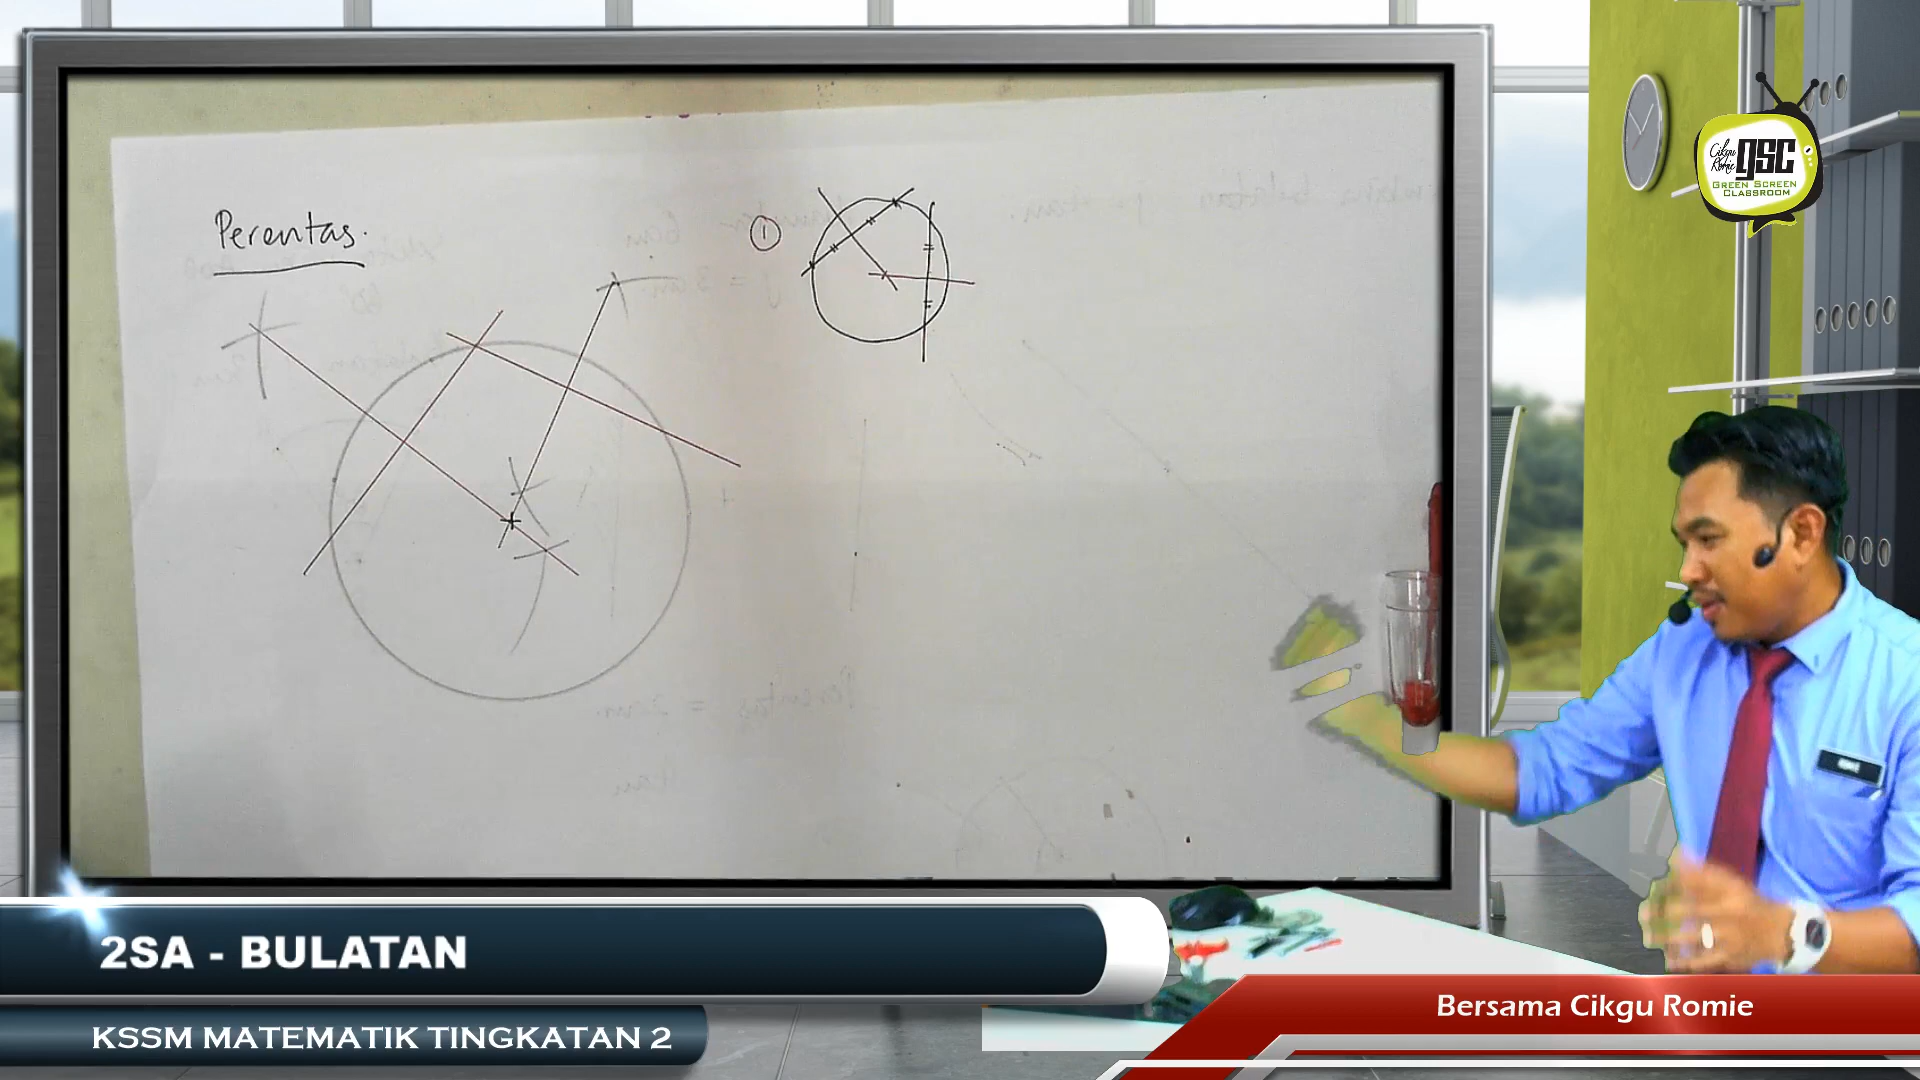 Perentas.
①
Cikgu
Romie
GSC
GREEN SCREEN
CLASSROOM
2SA - BULATAN
KSSM MATEMATIK TINGKATAN 2
Bersama Cikgu Romie